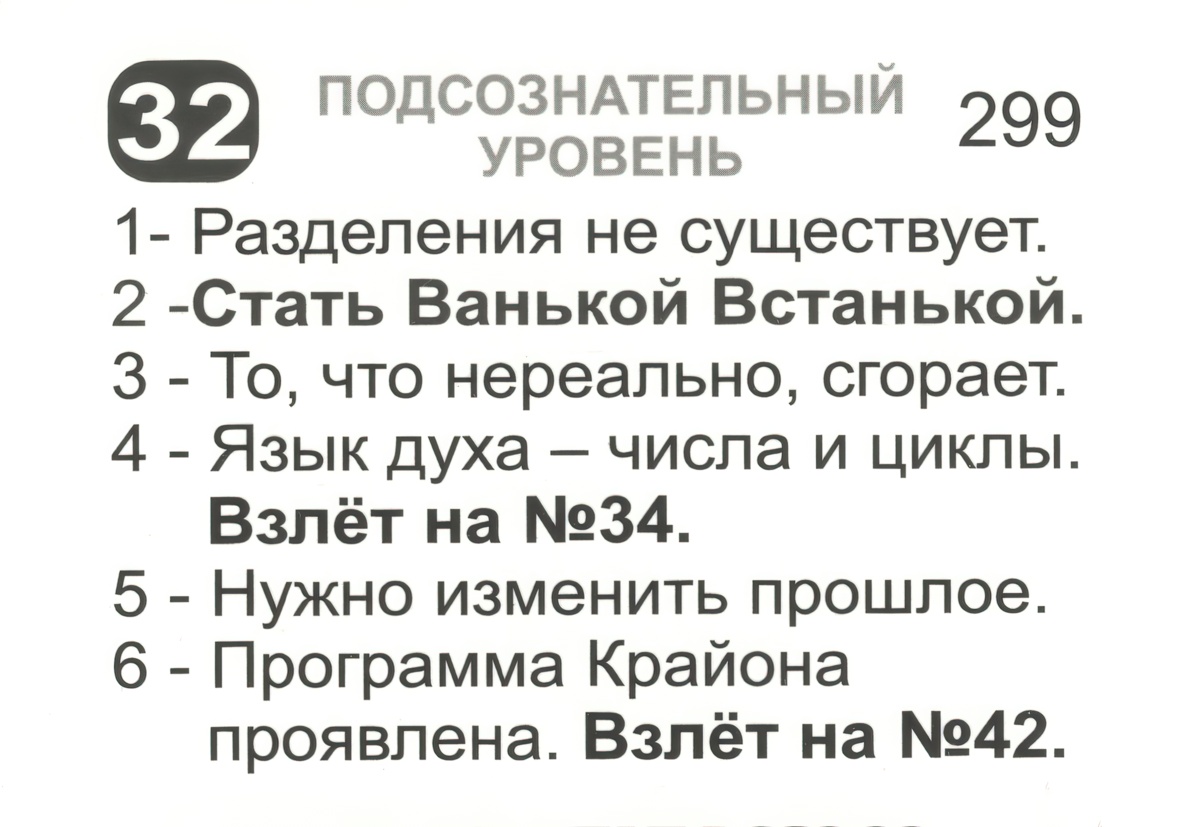 32 ПОДСОЗНАТЕЛЬНЫЙ 299
УРОВЕНЬ
1- Разделения не существует.
2 -Стать Ванькой Встанькой.
3 - То, что нереально, сгорает.
4 - Язык духа – числа и циклы.
Взлёт на №34.
5 - Нужно изменить прошлое.
6 - Программа Крайона
проявлена. Взлёт на №42.